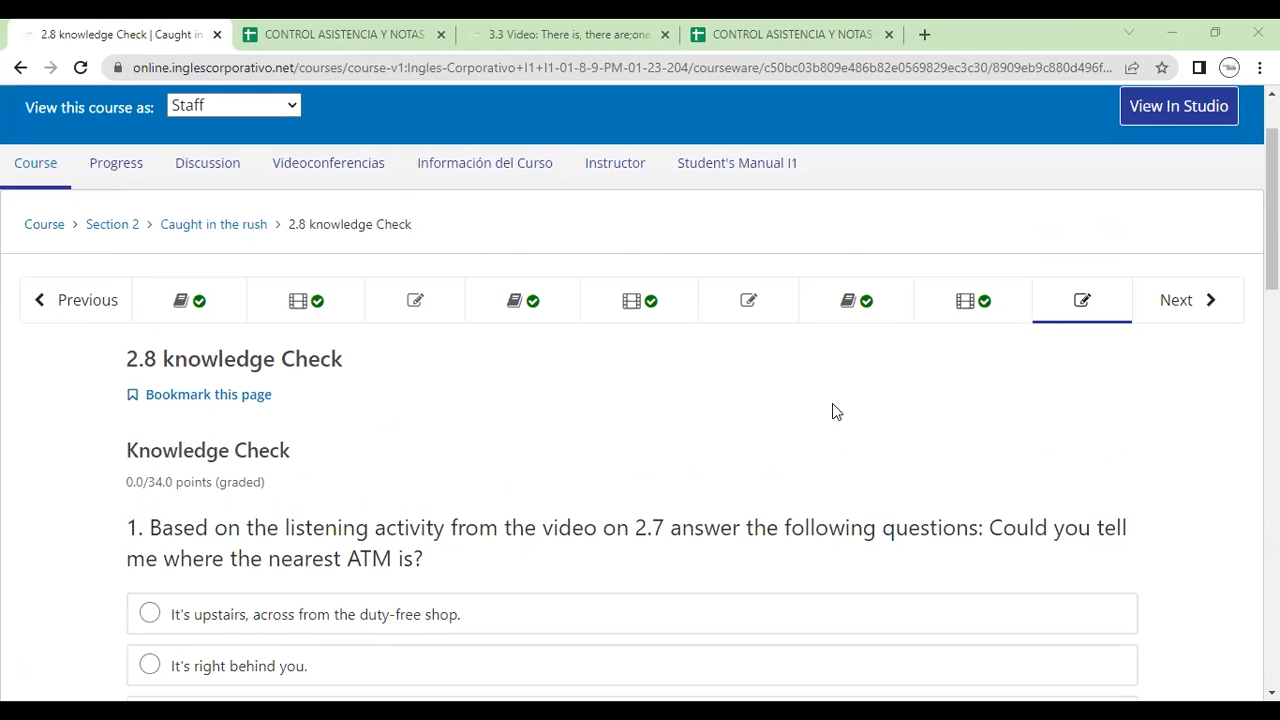 2.8 knowledge Check | Caught in
CONTROL ASISTENCIA Y NOTAS
3.3 Video: There is, there are;one
CONTROL ASISTENCIA Y NOTAS
online.inglescorporativo.net/courses/course-v1:Ingles-Corporativo+I1+I1-01-8-9-PM-01-23-204/courseware/c50bc03b809e486b82e0569829ec3c30/8909eb9c880d496f...
View this course as:
Staff
View In Studio
Course
Progress
Discussion
Videoconferencias
Información del Curso
Instructor
Student's Manual I1
Course > Section 2 > Caught in the rush > 2.8 knowledge Check
Previous
Next
2.8 knowledge Check
Bookmark this page
Knowledge Check
0.0/34.0 points (graded)
1. Based on the listening activity from the video on 2.7 answer the following questions: Could you tell
me where the nearest ATM is?
It's upstairs, across from the duty-free shop.
It's right behind you.